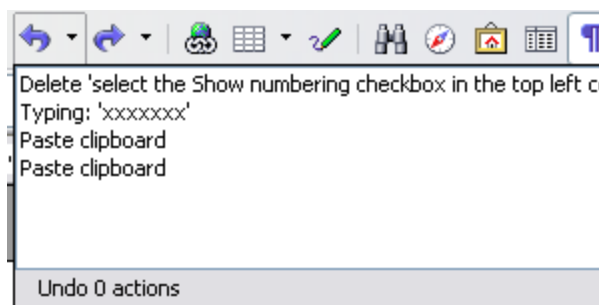 Delete 'select the Show numbering checkbox in the top left c
Typing: 'xxxxxxx'
Paste clipboard
Paste clipboard
Undo 0 actions